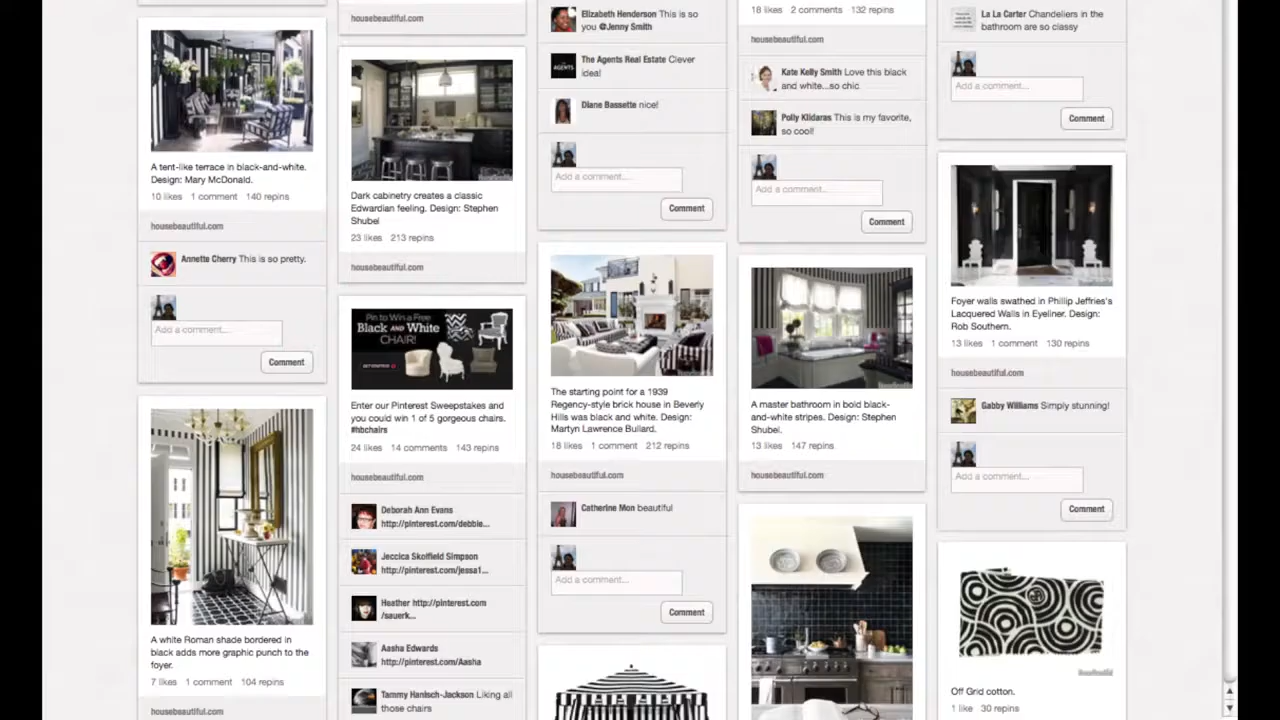 A tent-like terrace in black-and-white.
Design: Mary McDonald.
10 likes 1 comment 140 repins
housebeautiful.com
Annette Cherry This is so pretty.
Add a comment...
Comment
A white Roman shade bordered in
black adds more graphic punch to the
foyer.
7 likes 1 comment 104 repins
housebeautiful.com
housebeautiful.com
Dark cabinetry creates a classic
Edwardian feeling. Design: Stephen
Shubel
23 likes 213 repins
housebeautiful.com
Pin to Win a Free
Black AND White
CHAIR!
Enter our Pinterest Sweepstakes and
you could win 1 of 5 gorgeous chairs.
#hbchairs
24 likes 14 comments 143 repins
housebeautiful.com
Deborah Ann Evans
http://pinterest.com/debbie...
Jeccica Skolfield Simpson
http://pinterest.com/jessa1...
Heather http://pinterest.com
/sauerk...
Aasha Edwards
http://pinterest.com/Aasha
Tammy Hanisch-Jackson Liking all
those chairs
Elizabeth Henderson This is so
you @Jenny Smith
THE AGENTS
The Agents Real Estate Clever
idea!
Diane Bassette nice!
Add a comment...
Comment
The starting point for a 1939
Regency-style brick house in Beverly
Hills was black and white. Design:
Martyn Lawrence Bullard.
18 likes 1 comment 212 repins
housebeautiful.com
Catherine Mon beautiful
Add a comment...
Comment
18 likes 2 comments 132 repins
housebeautiful.com
Kate Kelly Smith Love this black
and white...so chic
Polly Kildaras This is my favorite,
so cool!
Add a comment...
Comment
A master bathroom in bold black-
and-white stripes. Design: Stephen
Shubel.
13 likes 147 repins
housebeautiful.com
La La Carter Chandeliers in the
bathroom are so classy
Add a comment...
Comment
Foyer walls swathed in Phillip Jeffries's
Lacquered Walls in Eyeliner. Design:
Rob Southern.
13 likes 1 comment 130 repins
housebeautiful.com
Gabby Williams Simply stunning!
Add a comment...
Comment
Off Grid cotton.
1 like 30 repins